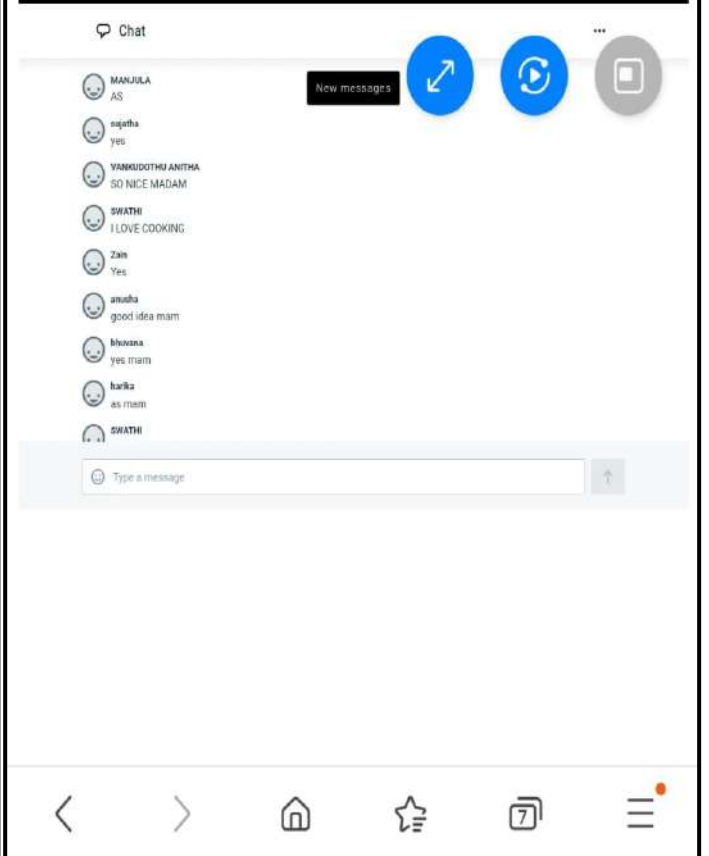 Chat
...
New messages
MANJULA
AS
sujatha
yes
VANKUDOTHU ANITHA
SO NICE MADAM
SWATHI
I LOVE COOKING
Zain
Yes
anusha
good idea mam
bhuvana
yes mam
harika
as mam
SWATHI
Type a message
7